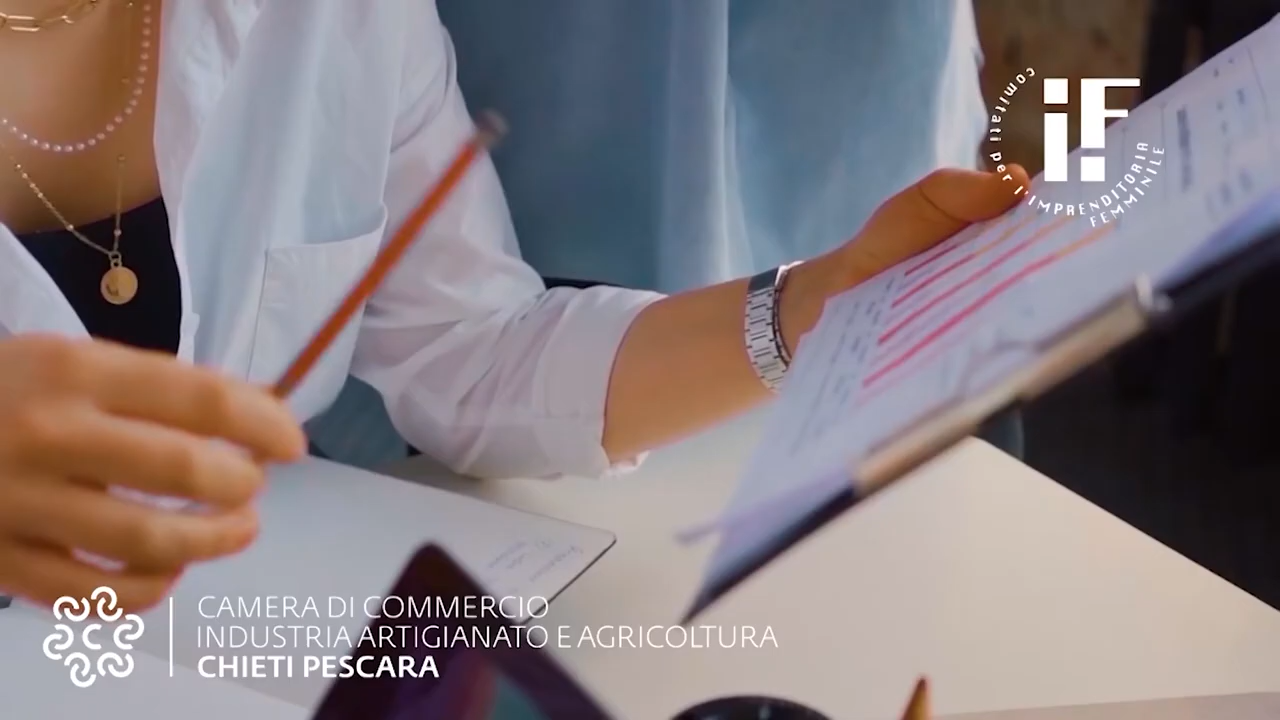 comitati per l'IMPRENDITORIA
FEMMINILE
iF
CAMERA DI COMMERCIO
INDUSTRIA ARTIGIANATO E AGRICOLTURA
CHIETI PESCARA